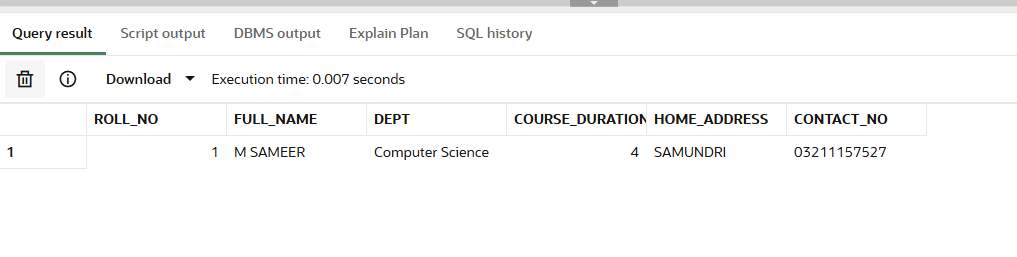 Query result Script output DBMS output Explain Plan SQL history
Download Execution time: 0.007 seconds
ROLL_NO FULL_NAME DEPT COURSE_DURATION HOME_ADDRESS CONTACT_NO
1 1 M SAMEER Computer Science 4 SAMUNDRI 03211157527